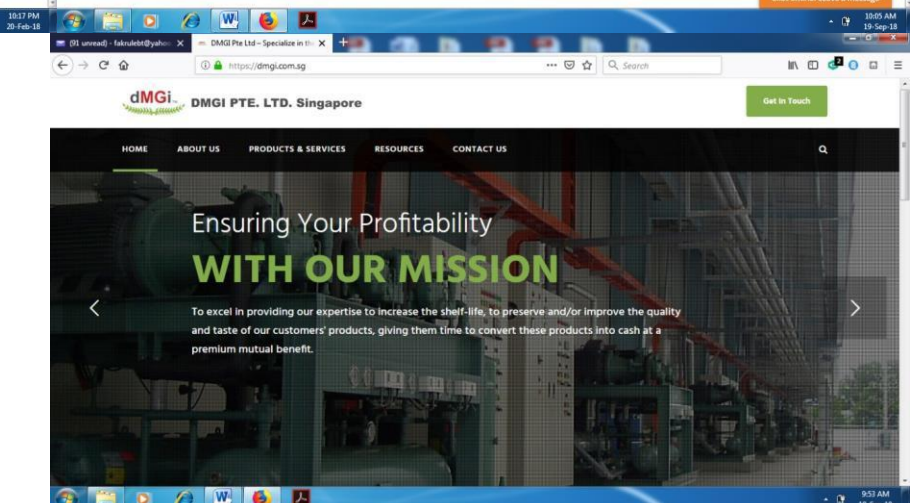 10:17 PM
20-Feb-18
10:05 AM
19-Sep-18
(91 unread) - fakrulebt@yahoo
DMGI Pte Ltd – Specialize in th
https://dmgi.com.sg
Search
2
dMGi
DMGI PTE. LTD. Singapore
Get In Touch
HOME
ABOUT US
PRODUCTS & SERVICES
RESOURCES
CONTACT US
Ensuring Your Profitability
WITH OUR MISSION
To excel in providing our expertise to increase the shelf-life, to preserve and/or improve the quality
and taste of our customers' products, giving them time to convert these products into cash at a
premium mutual benefit.
9:53 AM